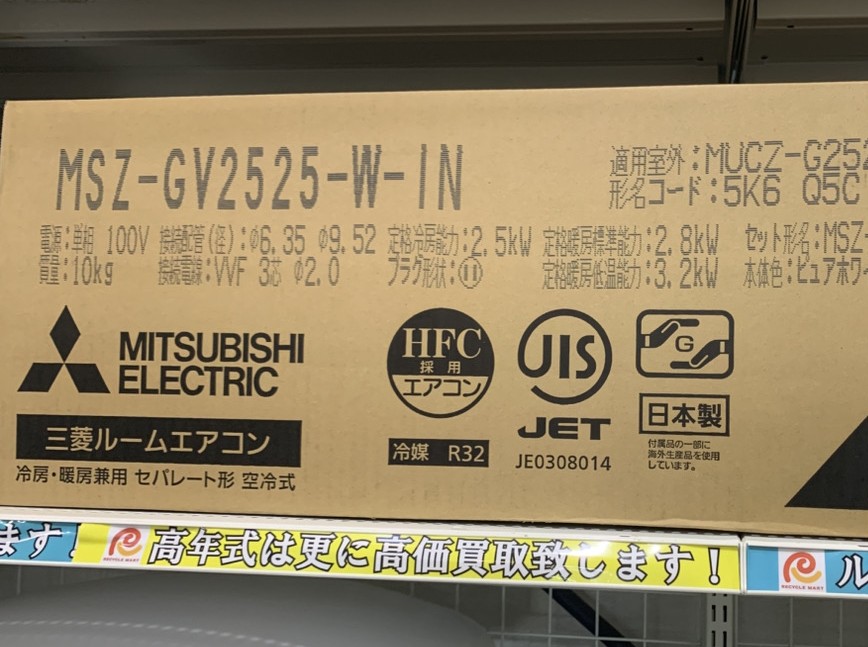 MSZ-GV2525-W-IN
適用室外:MUCZ-G252
形名コード:5K6 Q5C
電源:単相 100V 接続配管(径):φ6.35 φ9.52 定格冷房能力:2.5kW 定格暖房標準能力:2.8kW セット形名:MSZ-
質量:10kg 接続電線:VVF 3芯 φ2.0 プラグ形状: 定格暖房低温能力:3.2kW 本体色:ピュアホワイ
MITSUBISHI
ELECTRIC
三菱ルームエアコン
冷房・暖房兼用 セパレート形 空冷式
HFC
採用
エアコン
冷媒 R32
JIS
JET
JE0308014
G
日本製
付属品の一部に
海外生産品を使用
しています。
ます!
RECYCLE MART
高年式は更に高価買取致します!
RECYCLE MART
ル